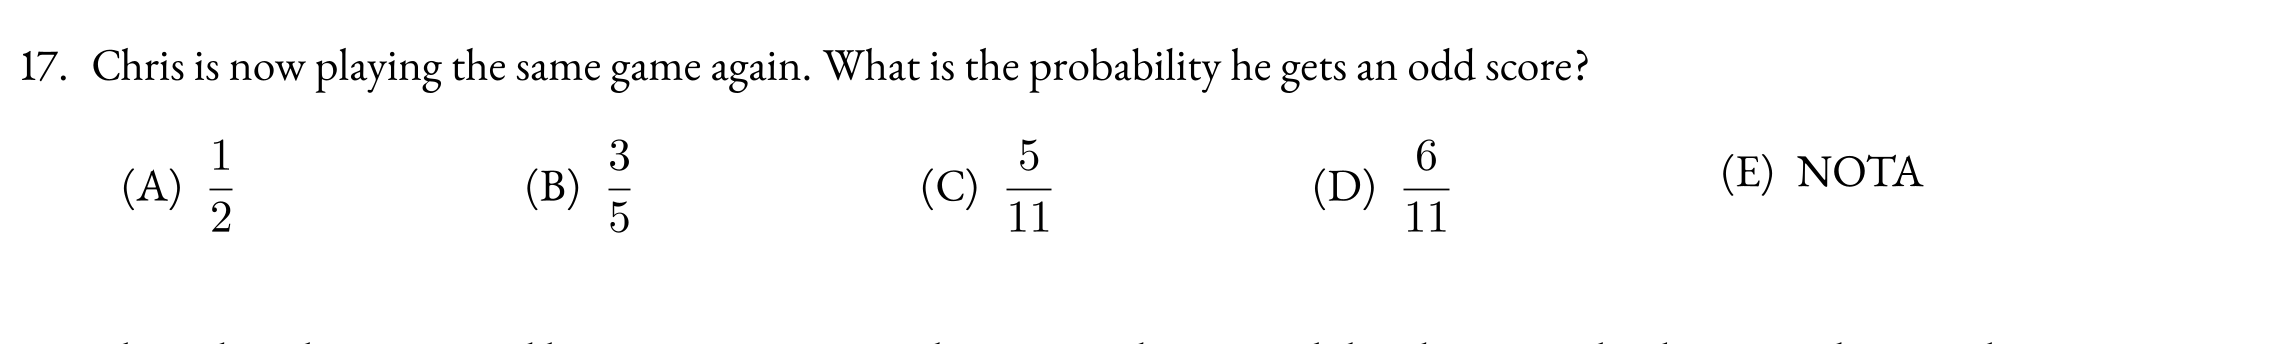 17. Chris is now playing the same game again. What is the probability he gets an odd score?
(A) 1/2 (B) 3/5 (C) 5/11 (D) 6/11 (E) NOTA